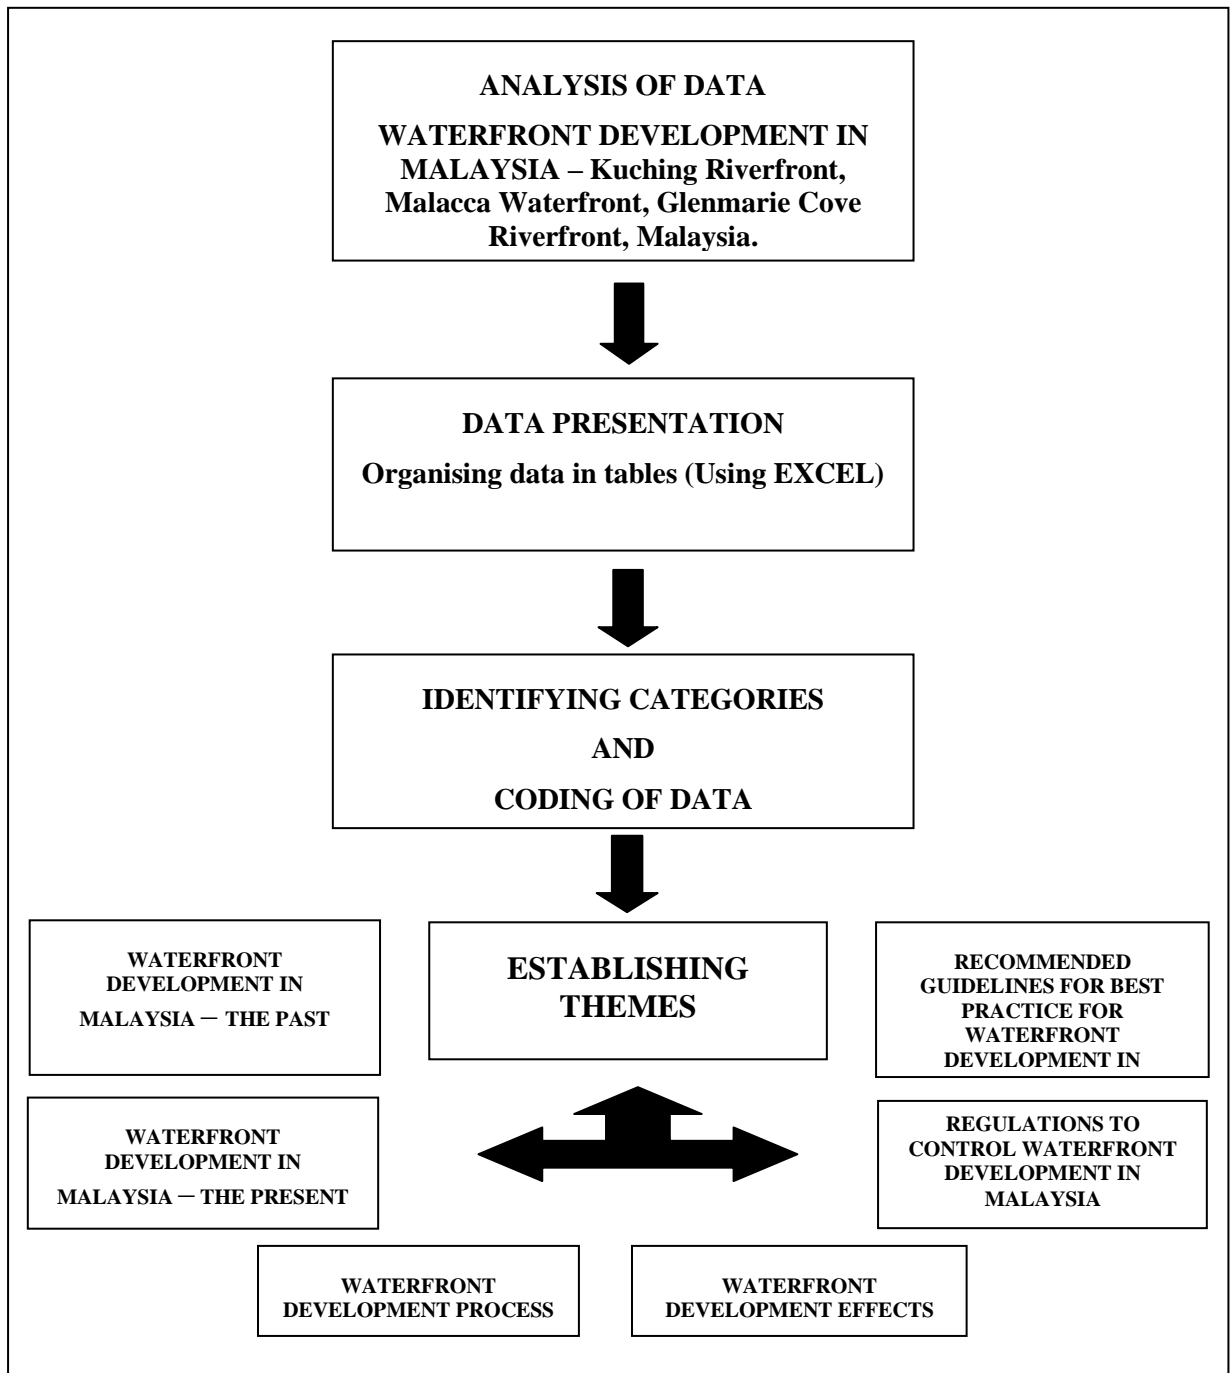 ANALYSIS OF DATA
WATERFRONT DEVELOPMENT IN
MALAYSIA – Kuching Riverfront,
Malacca Waterfront, Glenmarie Cove
Riverfront, Malaysia.
DATA PRESENTATION
Organising data in tables (Using EXCEL)
IDENTIFYING CATEGORIES
AND
CODING OF DATA
ESTABLISHING
THEMES
WATERFRONT
DEVELOPMENT IN
MALAYSIA – THE PAST
RECOMMENDED
GUIDELINES FOR BEST
PRACTICE FOR
WATERFRONT
DEVELOPMENT IN
WATERFRONT
DEVELOPMENT IN
MALAYSIA – THE PRESENT
REGULATIONS TO
CONTROL WATERFRONT
DEVELOPMENT IN
MALAYSIA
WATERFRONT
DEVELOPMENT PROCESS
WATERFRONT
DEVELOPMENT EFFECTS